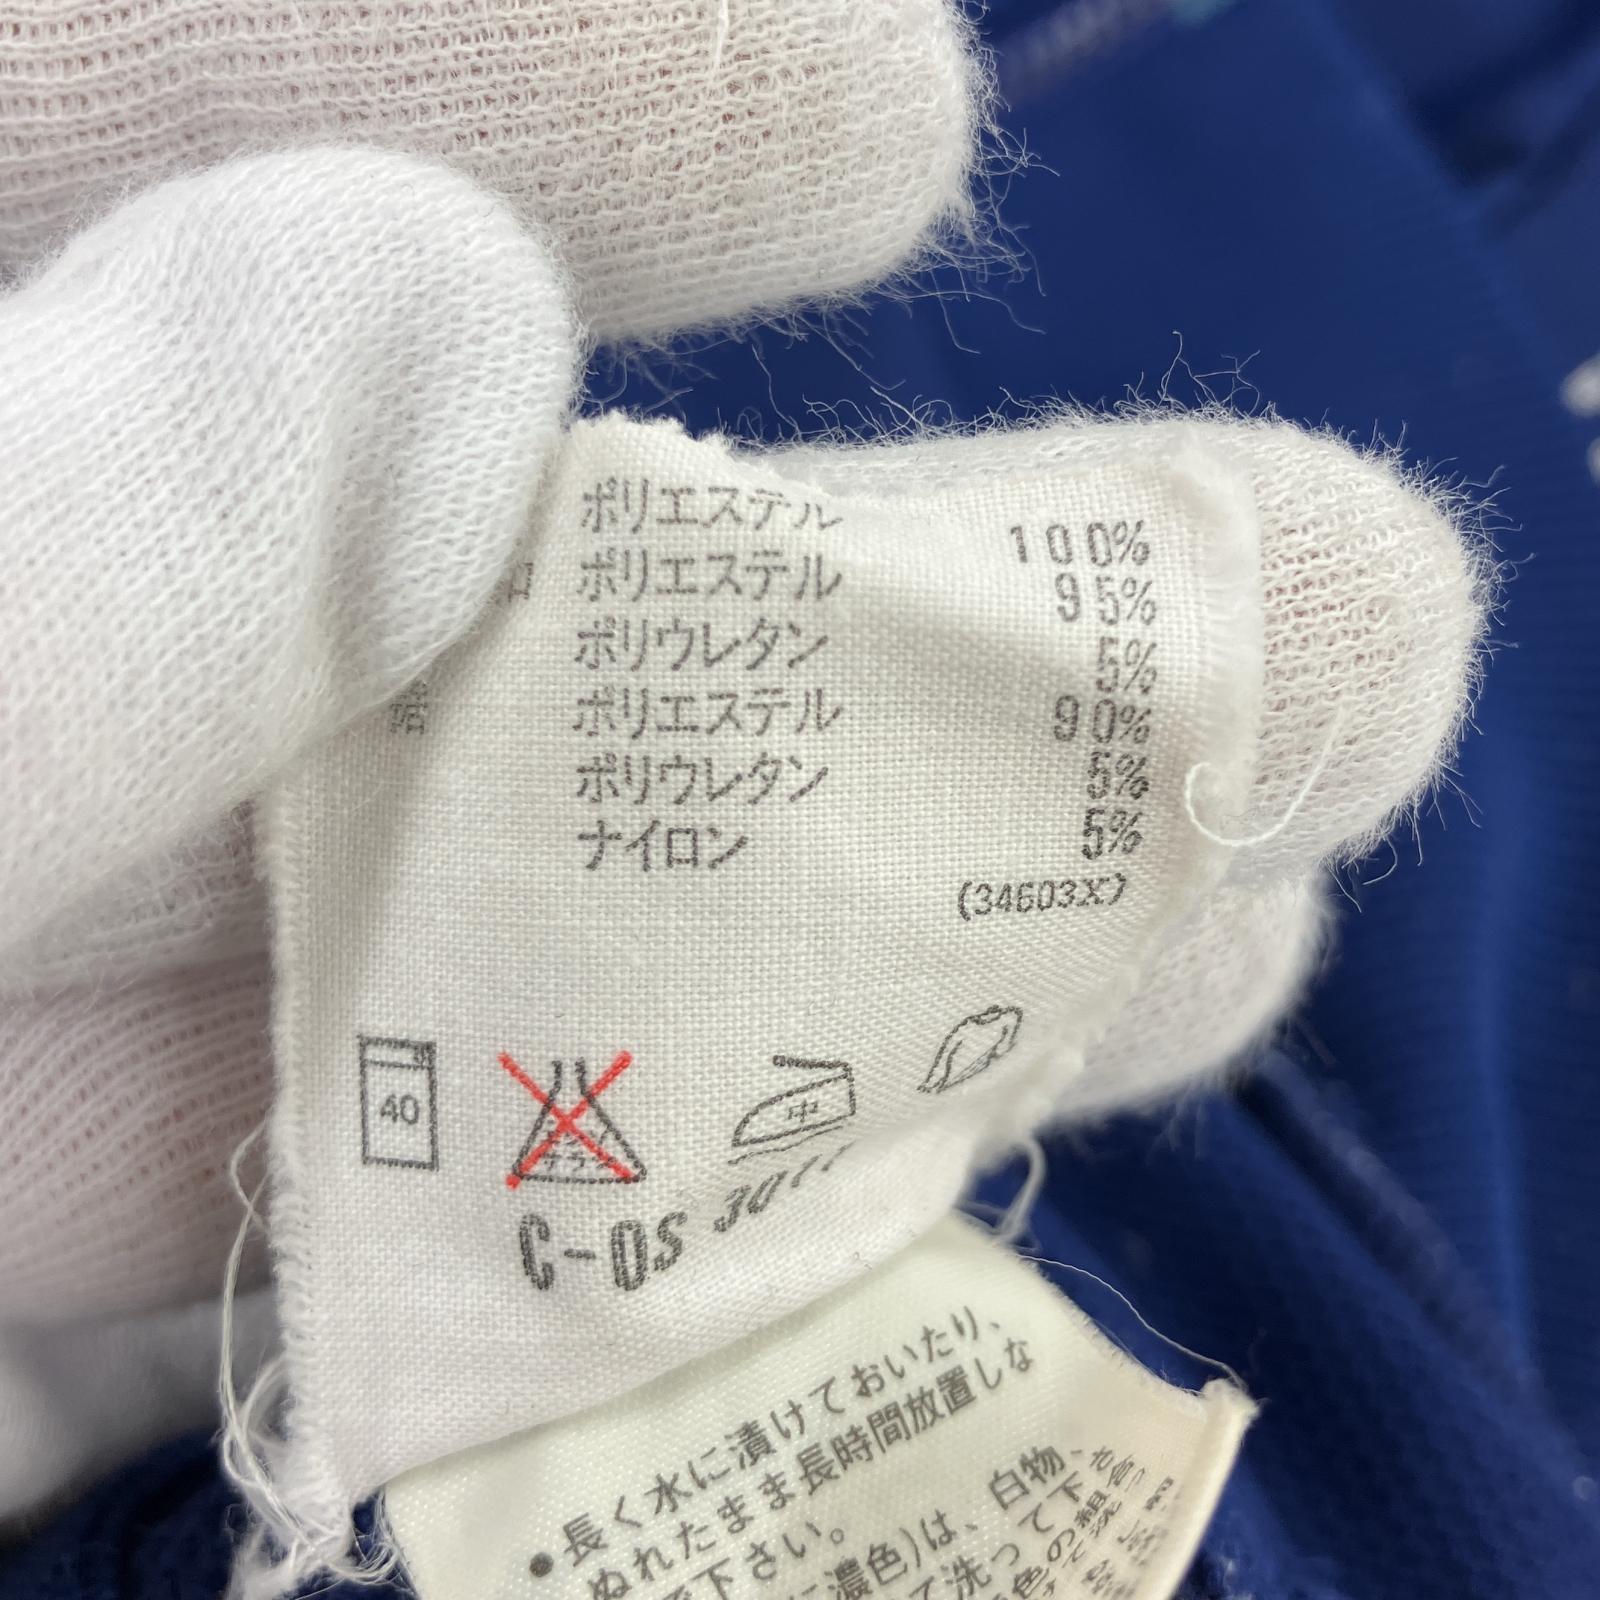 ポリエステル 100%
ポリエステル 95%
ポリウレタン 5%
ポリエステル 90%
ポリウレタン 5%
ナイロン 5%
(34603X)
40
中
C-DS 3077
●長く水に漬けておいたり、
ぬれたまま長時間放置しな
で下さい。
濃色)は、白物、
て洗って下さ